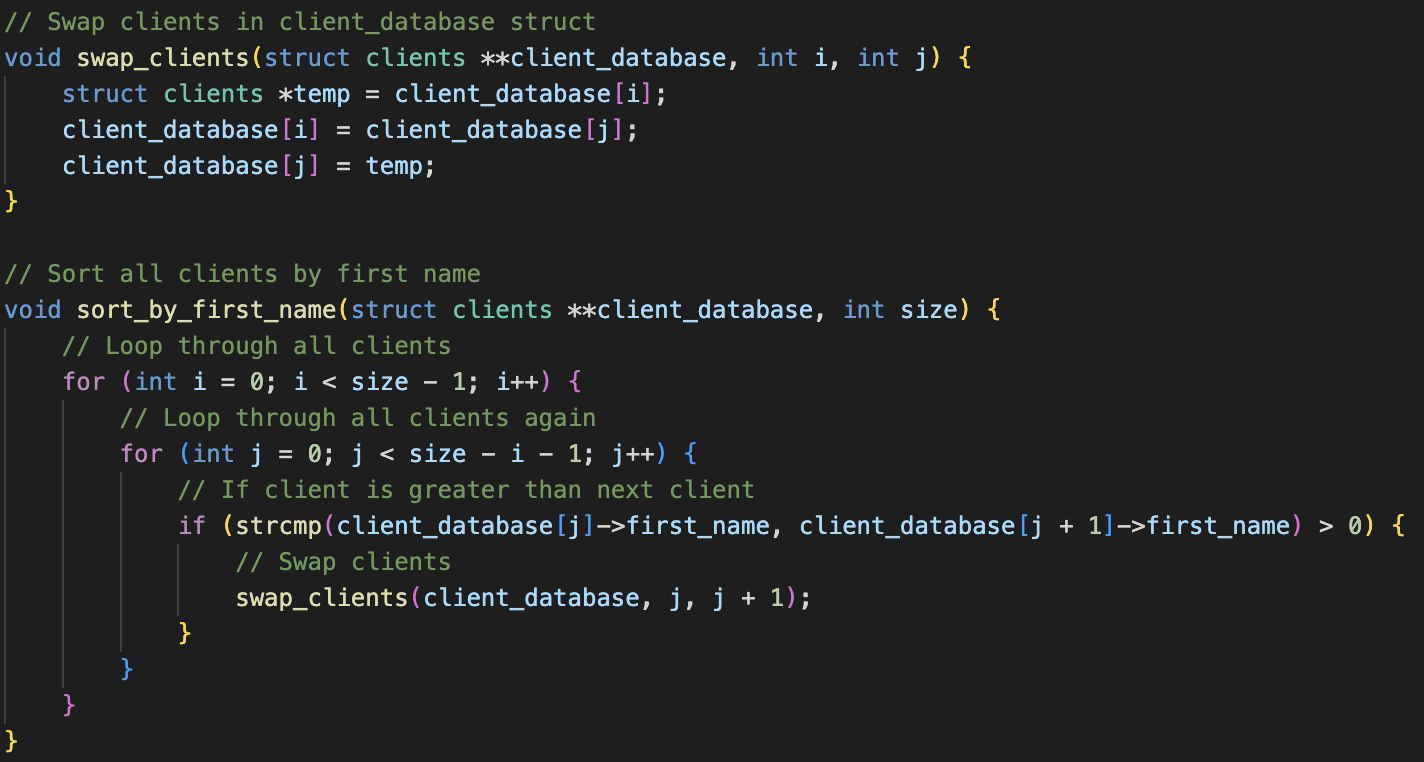 // Swap clients in client_database struct
void swap_clients(struct clients **client_database, int i, int j) {
    struct clients *temp = client_database[i];
    client_database[i] = client_database[j];
    client_database[j] = temp;
}

// Sort all clients by first name
void sort_by_first_name(struct clients **client_database, int size) {
    // Loop through all clients
    for (int i = 0; i < size - 1; i++) {
        // Loop through all clients again
        for (int j = 0; j < size - i - 1; j++) {
            // If client is greater than next client
            if (strcmp(client_database[j]->first_name, client_database[j + 1]->first_name) > 0) {
                // Swap clients
                swap_clients(client_database, j, j + 1);
            }
        }
    }
}